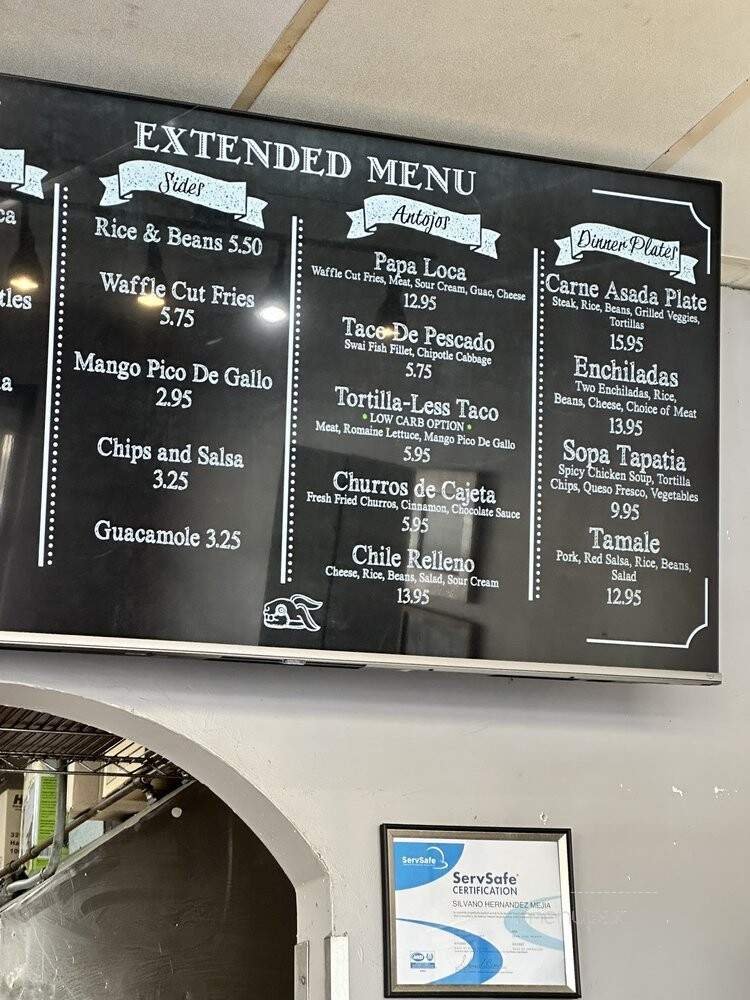 EXTENDED MENU
ca
tles
a
Sides
Rice & Beans 5.50
Waffle Cut Fries
5.75
Mango Pico De Gallo
2.95
Chips and Salsa
3.25
Guacamole 3.25
Antojos
Papa Loca
Waffle Cut Fries, Meat, Sour Cream, Guac, Cheese
12.95
Taco De Pescado
Swai Fish Fillet, Chipotle Cabbage
5.75
Tortilla-Less Taco
• LOW CARB OPTION •
Meat, Romaine Lettuce, Mango Pico De Gallo
5.95
Churros de Cajeta
Fresh Fried Churros, Cinnamon, Chocolate Sauce
5.95
Chile Relleno
Cheese, Rice, Beans, Salad, Sour Cream
13.95
Dinner Plates
Carne Asada Plate
Steak, Rice, Beans, Grilled Veggies,
Tortillas
15.95
Enchiladas
Two Enchiladas, Rice,
Beans, Cheese, Choice of Meat
13.95
Sopa Tapatia
Spicy Chicken Soup, Tortilla
Chips, Queso Fresco, Vegetables
9.95
Tamale
Pork, Red Salsa, Rice, Beans,
Salad
12.95
ServSafe
ServSafe®
CERTIFICATION
SILVANO HERNANDEZ MEJIA